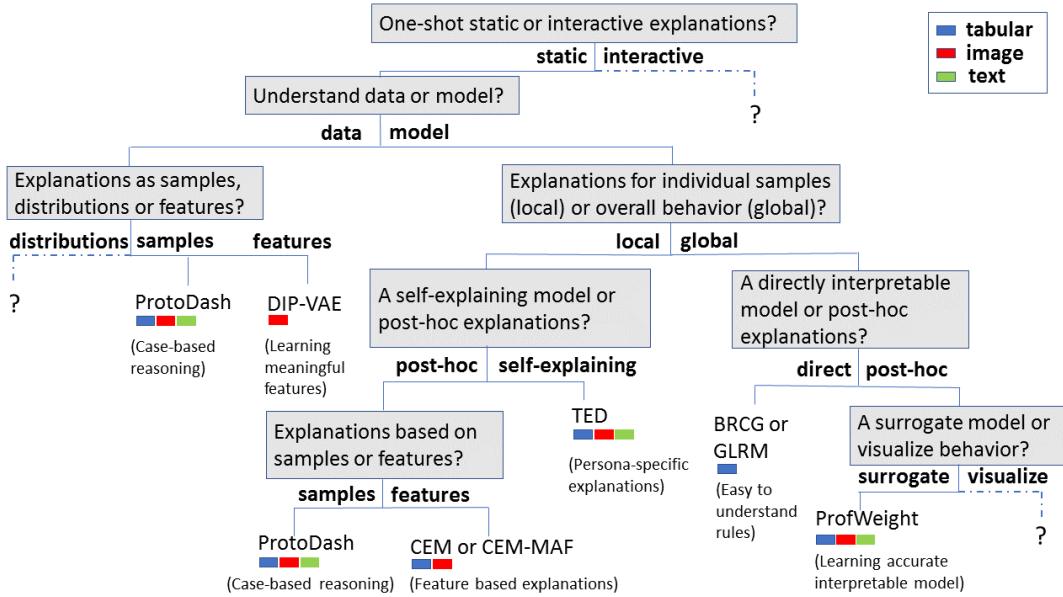 One-shot static or interactive explanations?
tabular
image
text
static interactive
Understand data or model?
?
data model
Explanations as samples,
distributions or features?
Explanations for individual samples
(local) or overall behavior (global)?
distributions samples features
local global
?
ProtoDash
(Case-based
reasoning)
DIP-VAE
(Learning
meaningful
features)
A self-explaining model or
post-hoc explanations?
A directly interpretable
model or post-hoc
explanations?
post-hoc self-explaining
direct post-hoc
Explanations based on
samples or features?
TED
(Persona-specific
explanations)
BRCG or
GLRM
(Easy to
understand
rules)
A surrogate model or
visualize behavior?
samples features
surrogate visualize
ProtoDash
(Case-based reasoning)
CEM or CEM-MAF
(Feature based explanations)
ProfWeight
(Learning accurate
interpretable model)
?